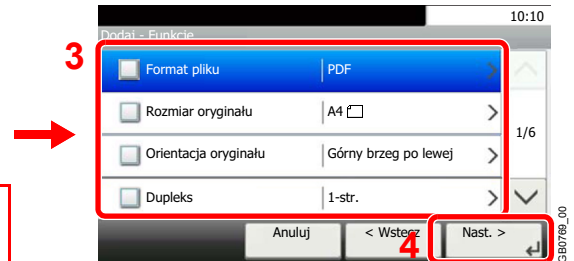 10:10
Dodaj - Funkcje
3
Format pliku PDF
Rozmiar oryginału A4
1/6
Orientacja oryginału Górny brzeg po lewej
Dupleks 1-str.
Anuluj < Wstecz Nast. >
4
GB0769_00